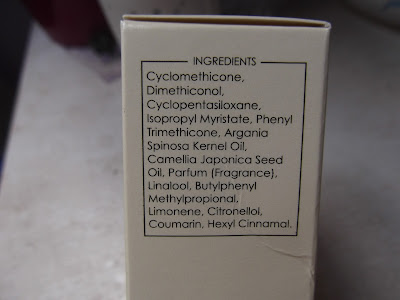 INGREDIENTS
Cyclomethicone,
Dimethiconol,
Cyclopentasiloxane,
Isopropyl Myristate, Phenyl
Trimethicone, Argania
Spinosa Kernel Oil,
Camellia Japonica Seed
Oil, Parfum (Fragrance),
Linalool, Butylphenyl
Methylpropional,
Limonene, Citronellol,
Coumarin, Hexyl Cinnamal.